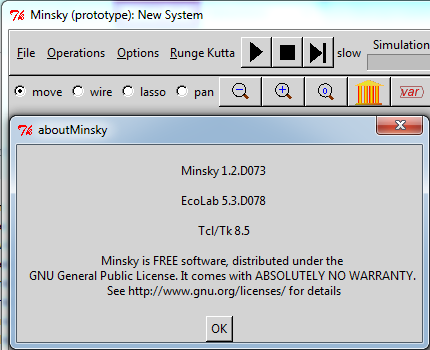 Minsky (prototype): New System
File Operations Options Runge Kutta slow Simulation
move wire lasso pan 0 var
aboutMinsky
Minsky 1.2.D073
EcoLab 5.3.D078
Tcl/Tk 8.5
Minsky is FREE software, distributed under the
GNU General Public License. It comes with ABSOLUTELY NO WARRANTY.
See http://www.gnu.org/licenses/ for details
OK